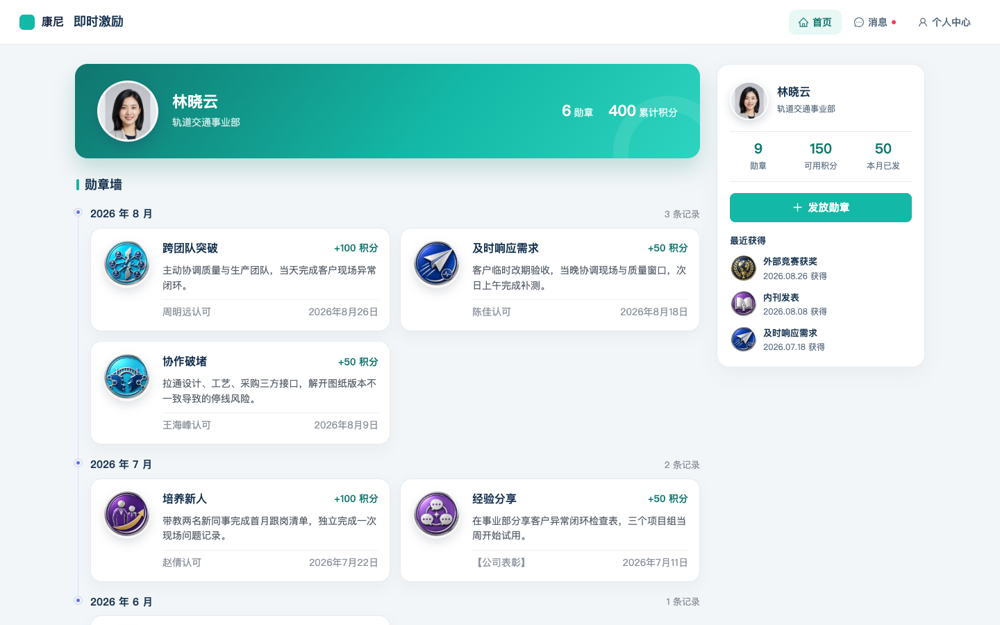 康尼 即时激励
首页
消息
个人中心
林晓云
轨道交通事业部
6 勋章 400 累计积分
勋章墙
2026 年 8 月
3 条记录
跨团队突破
+100 积分
主动协调质量与生产团队，当天完成客户现场异常
闭环。
周明远认可
2026年8月26日
及时响应需求
+50 积分
客户临时改期验收，当晚协调现场与质量窗口，次
日上午完成补测。
陈佳认可
2026年8月18日
协作破堵
+50 积分
拉通设计、工艺、采购三方接口，解开图纸版本不
一致导致的停线风险。
王海峰认可
2026年8月9日
2026 年 7 月
2 条记录
培养新人
+100 积分
带教两名新同事完成首月跟岗清单，独立完成一次
现场问题记录。
赵倩认可
2026年7月22日
经验分享
+50 积分
在事业部分享客户异常闭环检查表，三个项目组当
周开始试用。
【公司表彰】
2026年7月11日
2026 年 6 月
1 条记录
林晓云
轨道交通事业部
9
勋章
150
可用积分
50
本月已发
发放勋章
最近获得
外部竞赛获奖
2026.08.26 获得
内刊发表
2026.08.08 获得
及时响应需求
2026.07.18 获得